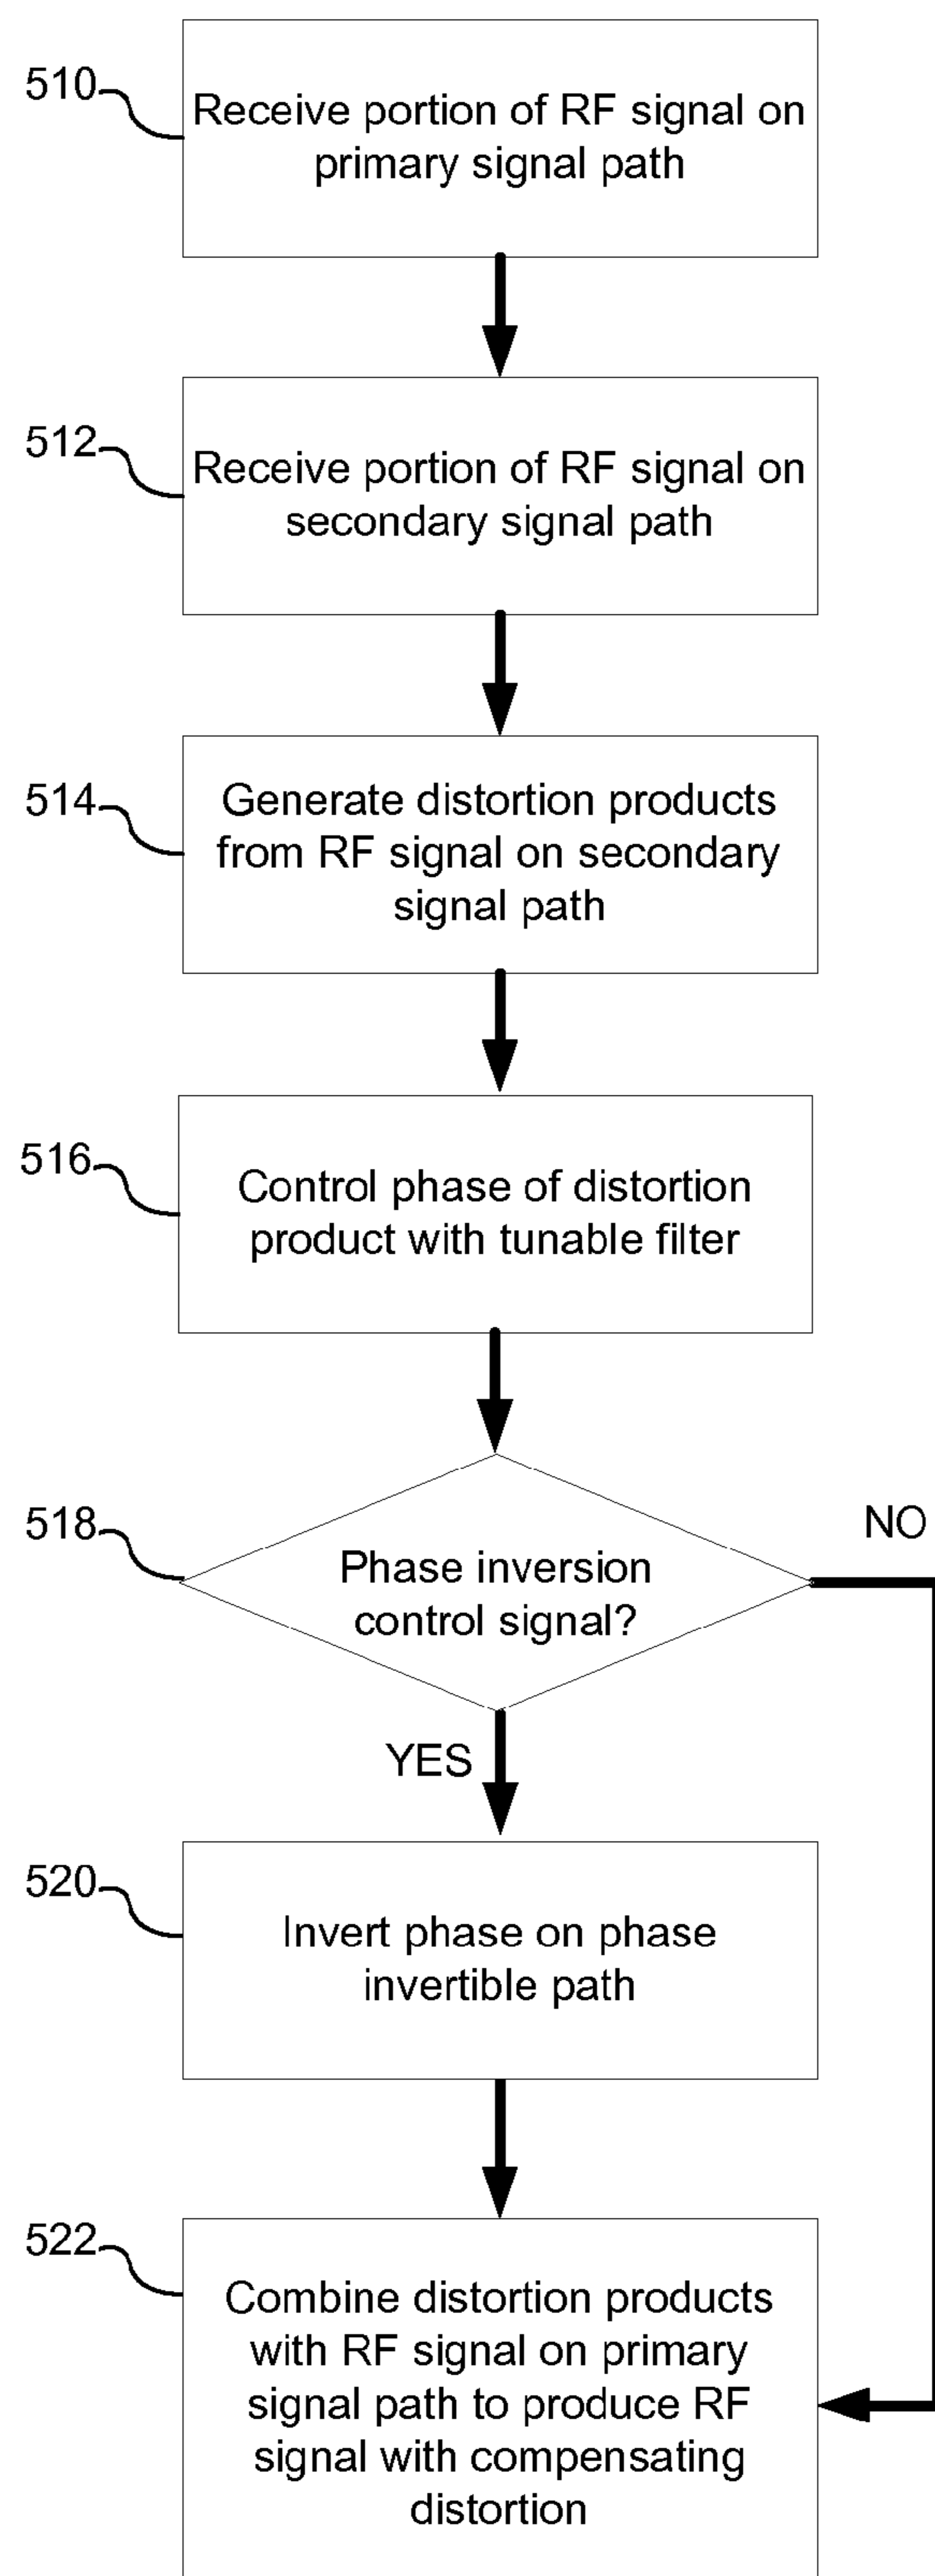 510
Receive portion of RF signal on
primary signal path
512
Receive portion of RF signal on
secondary signal path
514
Generate distortion products
from RF signal on secondary
signal path
516
Control phase of distortion
product with tunable filter
518
Phase inversion
control signal?
NO
YES
520
Invert phase on phase
invertible path
522
Combine distortion products
with RF signal on primary
signal path to produce RF
signal with compensating
distortion